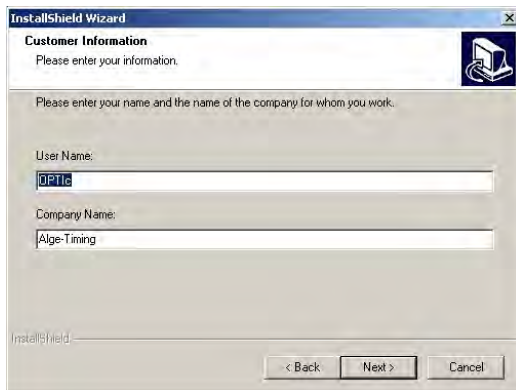 InstallShield Wizard
Customer Information
Please enter your information.
Please enter your name and the name of the company for whom you work.
User Name:
OPTIc
Company Name:
Alge-Timing
InstallShield
< Back Next > Cancel